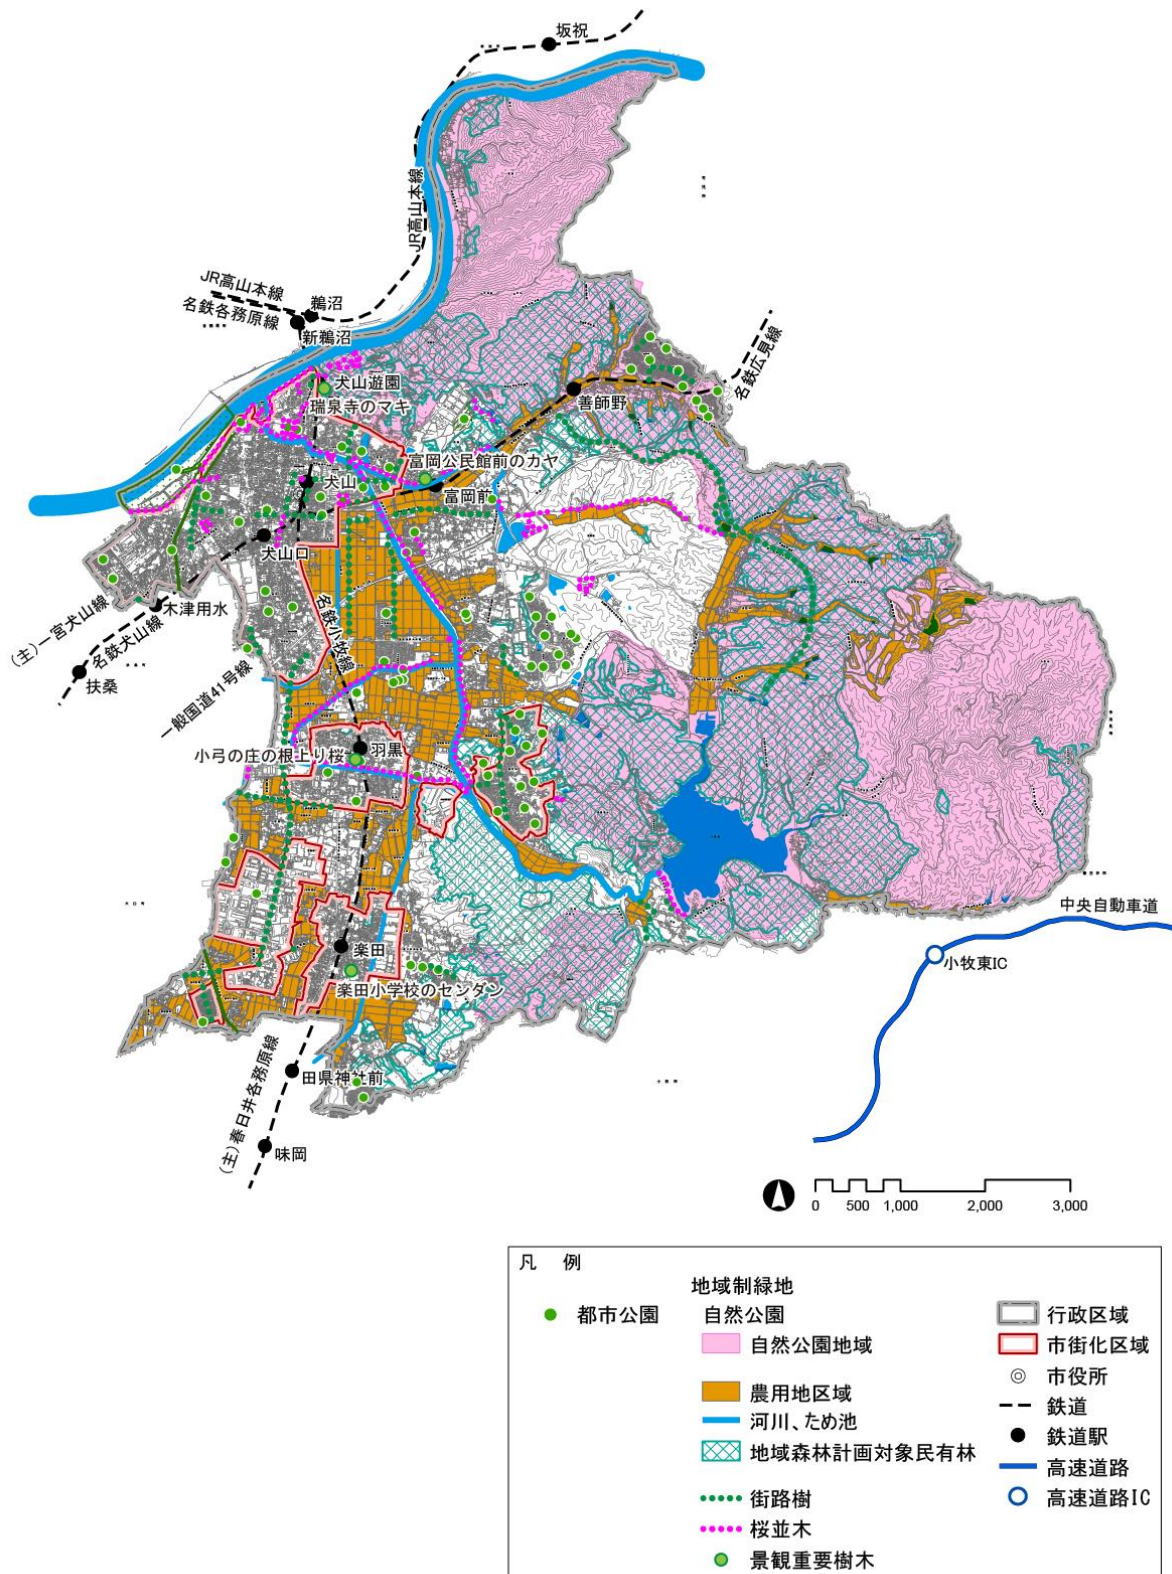 坂祝
JR高山本線
JR高山本線
名鉄各務原線
鵜沼
新鵜沼
犬山遊園
瑞泉寺のマキ
名鉄広見線
善師野
富岡公民館前のカヤ
富岡前
犬山
犬山口
木津用水
(主)一宮犬山線
名鉄犬山線
扶桑
名鉄小牧線
一般国道41号線
羽黒
小弓の庄の根上り桜
中央自動車道
小牧東IC
楽田
楽田小学校のセンダン
田県神社前
(主)春日井各務原線
味岡
0 500 1,000 2,000 3,000
凡 例
地域制緑地
都市公園
自然公園
自然公園地域
農用地区域
河川、ため池
地域森林計画対象民有林
街路樹
桜並木
景観重要樹木
行政区域
市街化区域
市役所
鉄道
鉄道駅
高速道路
高速道路IC